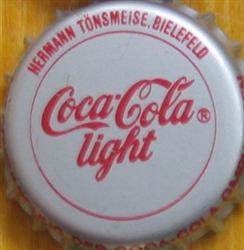 HERMANN TÖNSMEISE, BIELEFELD
Coca-Cola®
light